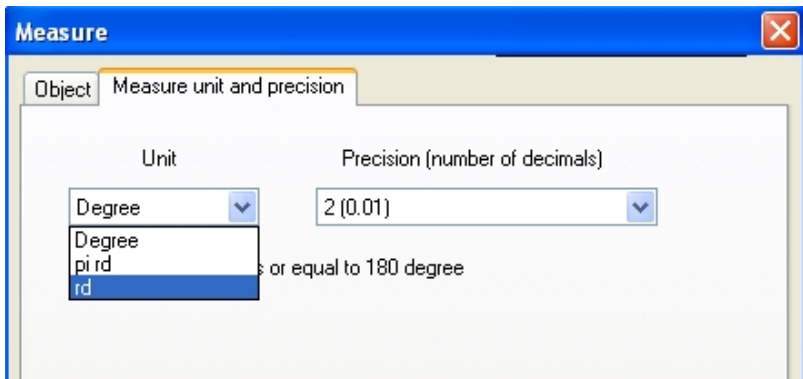 Measure
Object Measure unit and precision
Unit Precision (number of decimals)
Degree 2 (0.01)
Degree
pi rd
or equal to 180 degree
rd